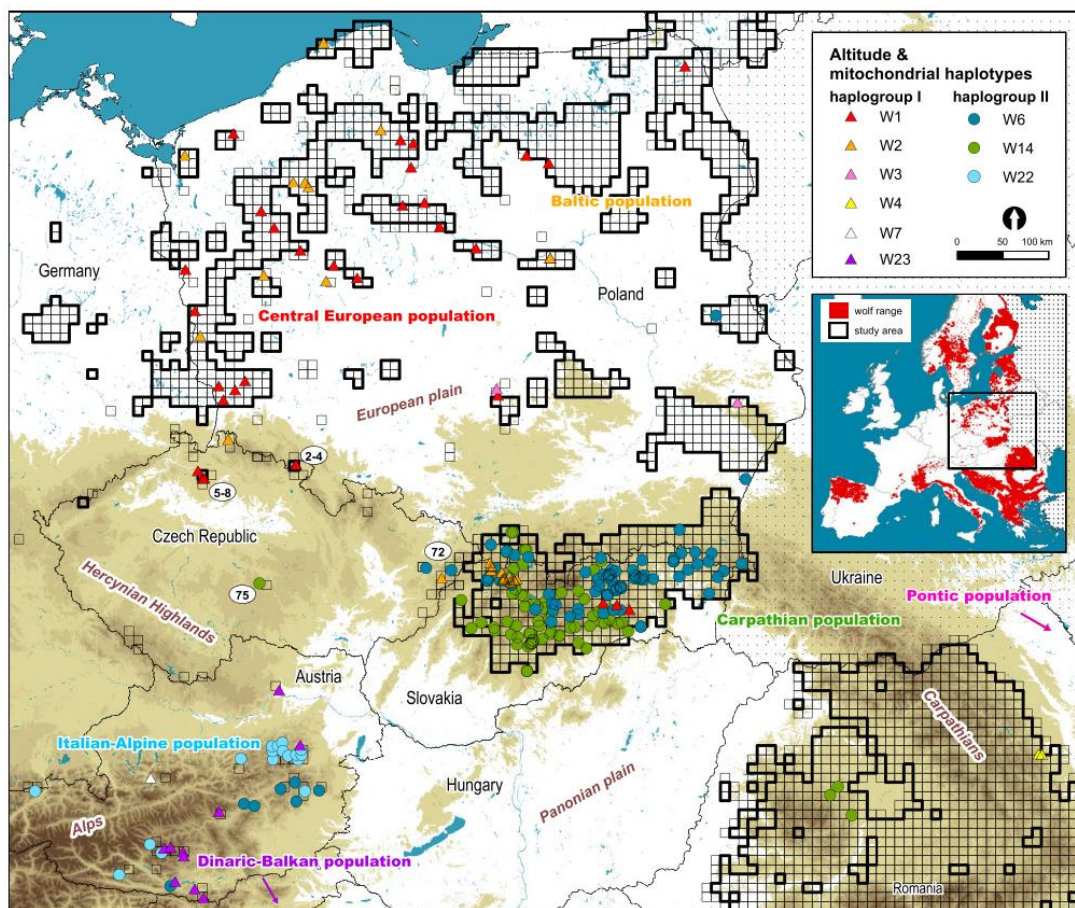 Altitude &
mitochondrial haplotypes
haplogroup I
haplogroup II
W1
W2
W3
W4
W7
W23
W6
W14
W22
0 50 100 km
wolf range
study area
Baltic population
Germany
Poland
Central European population
European plain
2-4
5-8
Czech Republic
72
Hercynian Highlands
75
Ukraine
Pontic population
Carpathian population
Austria
Slovakia
Italian-Alpine population
Carpathians
Hungary
Panonian plain
Alps
Dinaric-Balkan population
Romania